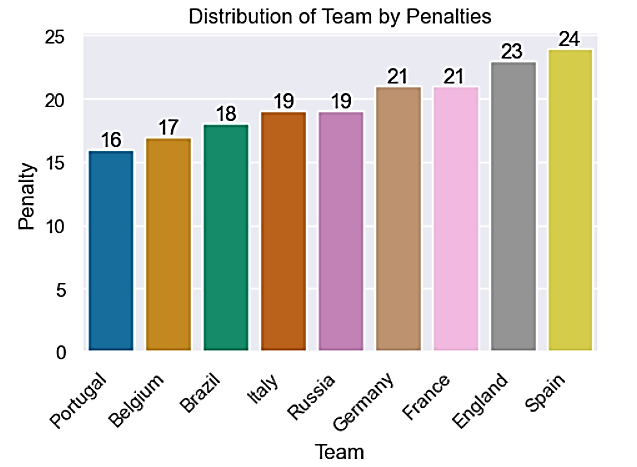 Distribution of Team by Penalties
25
20
15
10
5
0
Penalty
16
17
18
19
19
21
21
23
24
Portugal
Belgium
Brazil
Italy
Russia
Germany
France
England
Spain
Team